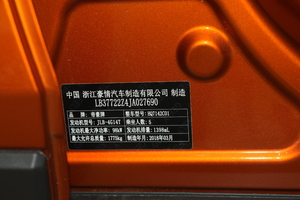 中国 浙江豪情汽车制造有限公司 制造
LB37722Z4JA027690
品牌：帝豪牌 整车型号：HQ7142C01
发动机型号：JLB-4G14T 乘坐人数：5
发动机最大净功率：98kW 发动机排量：1398mL
最大允许总质量：1775kg 制造年月：2018年03月